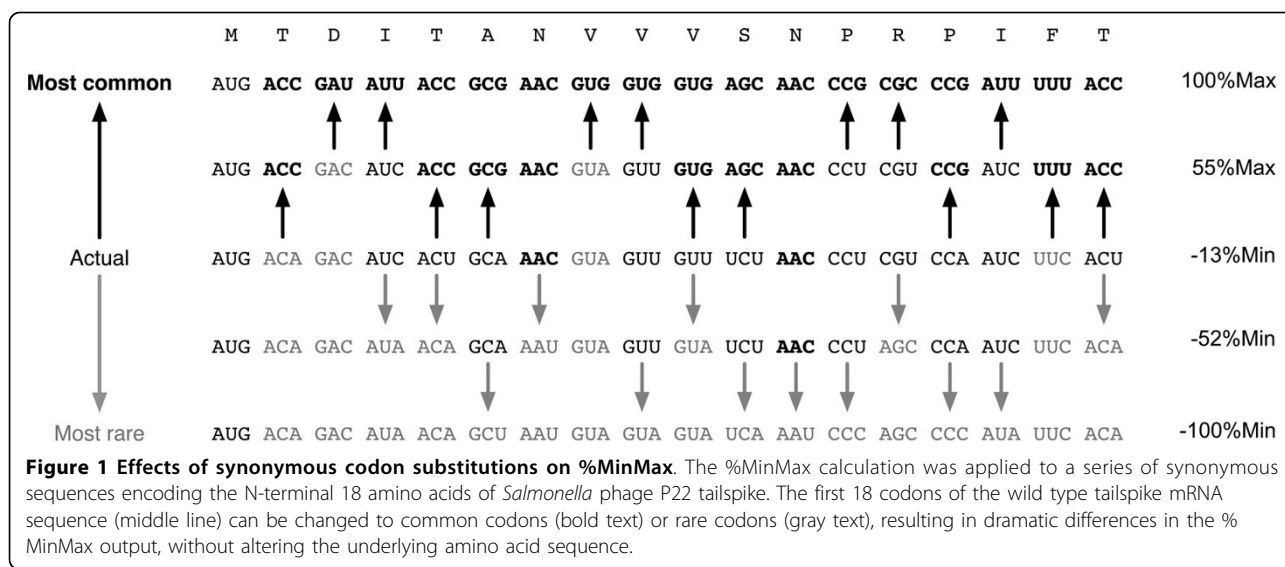 M T D I T A N V V V S N P R P I F T
Most common AUG ACC GAU AUU ACC GCG AAC GUG GUG GUG AGC AAC CCG CGC CCG AUU UUU ACC 100%Max
AUG ACC GAC AUC ACC GCG AAC GUA GUU GUG AGC AAC CCU CGU CCG AUC UUU ACC 55%Max
Actual AUG ACA GAC AUC ACU GCA AAC GUA GUU GUU UCU AAC CCU CGU CCA AUC UUC ACU -13%Min
AUG ACA GAC AUA ACA GCA AAU GUA GUU GUA UCU AAC CCU AGC CCA AUC UUC ACA -52%Min
Most rare AUG ACA GAC AUA ACA GCU AAU GUA GUA GUA UCA AAU CCC AGC CCC AUA UUC ACA -100%Min
Figure 1 Effects of synonymous codon substitutions on %MinMax. The %MinMax calculation was applied to a series of synonymous
sequences encoding the N-terminal 18 amino acids of Salmonella phage P22 tailspike. The first 18 codons of the wild type tailspike mRNA
sequence (middle line) can be changed to common codons (bold text) or rare codons (gray text), resulting in dramatic differences in the %
MinMax output, without altering the underlying amino acid sequence.